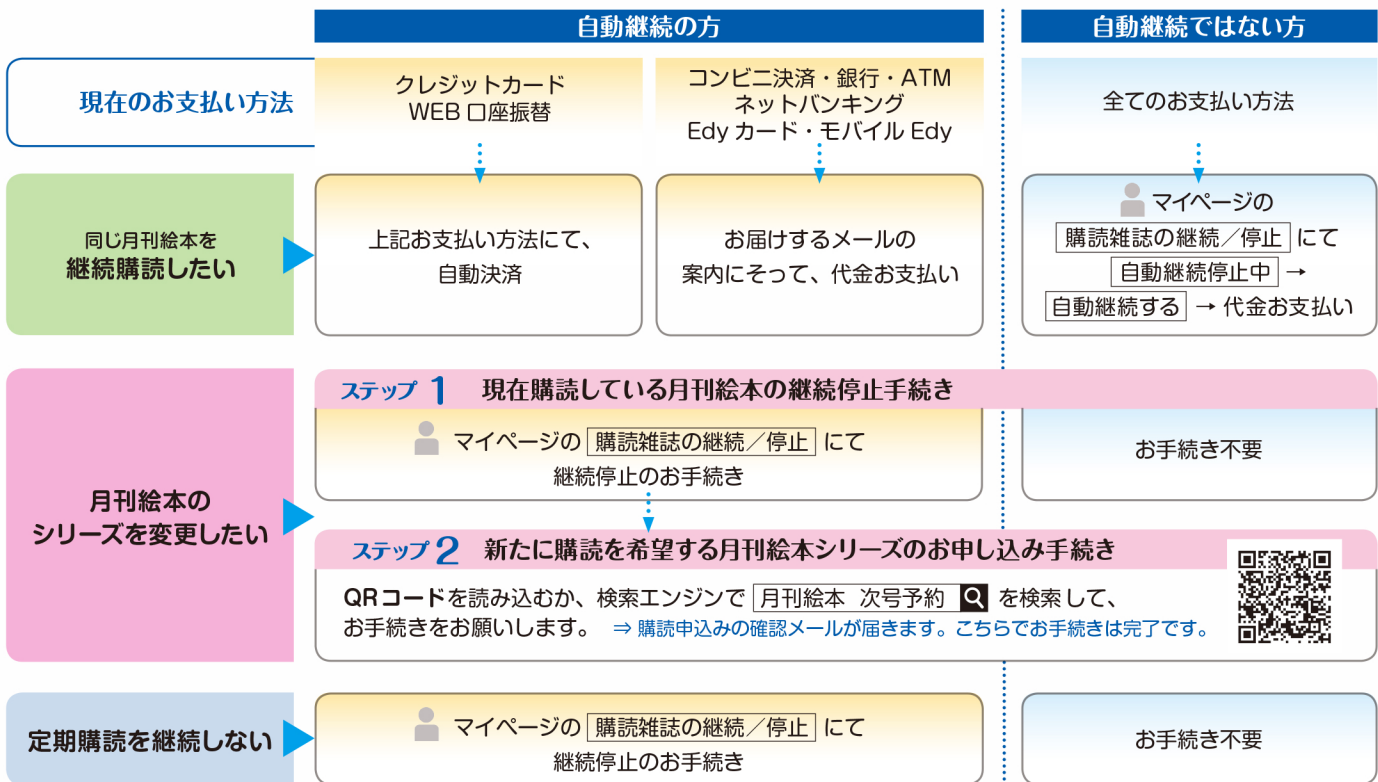 自動継続の方
自動継続ではない方
現在のお支払い方法
クレジットカード
WEB 口座振替
コンビニ決済・銀行・ATM
ネットバンキング
Edy カード・モバイル Edy
全てのお支払い方法
同じ月刊絵本を
継続購読したい
上記お支払い方法にて、
自動決済
お届けするメールの
案内にそって、代金お支払い
マイページの
購読雑誌の継続／停止 にて
自動継続停止中 →
自動継続する → 代金お支払い
月刊絵本の
シリーズを変更したい
ステップ 1 現在購読している月刊絵本の継続停止手続き
マイページの 購読雑誌の継続／停止 にて
継続停止のお手続き
お手続き不要
ステップ 2 新たに購読を希望する月刊絵本シリーズのお申し込み手続き
QRコードを読み込むか、検索エンジンで 月刊絵本 次号予約 を検索して、
お手続きをお願いします。 ⇒ 購読申込みの確認メールが届きます。こちらでお手続きは完了です。
定期購読を継続しない
マイページの 購読雑誌の継続／停止 にて
継続停止のお手続き
お手続き不要